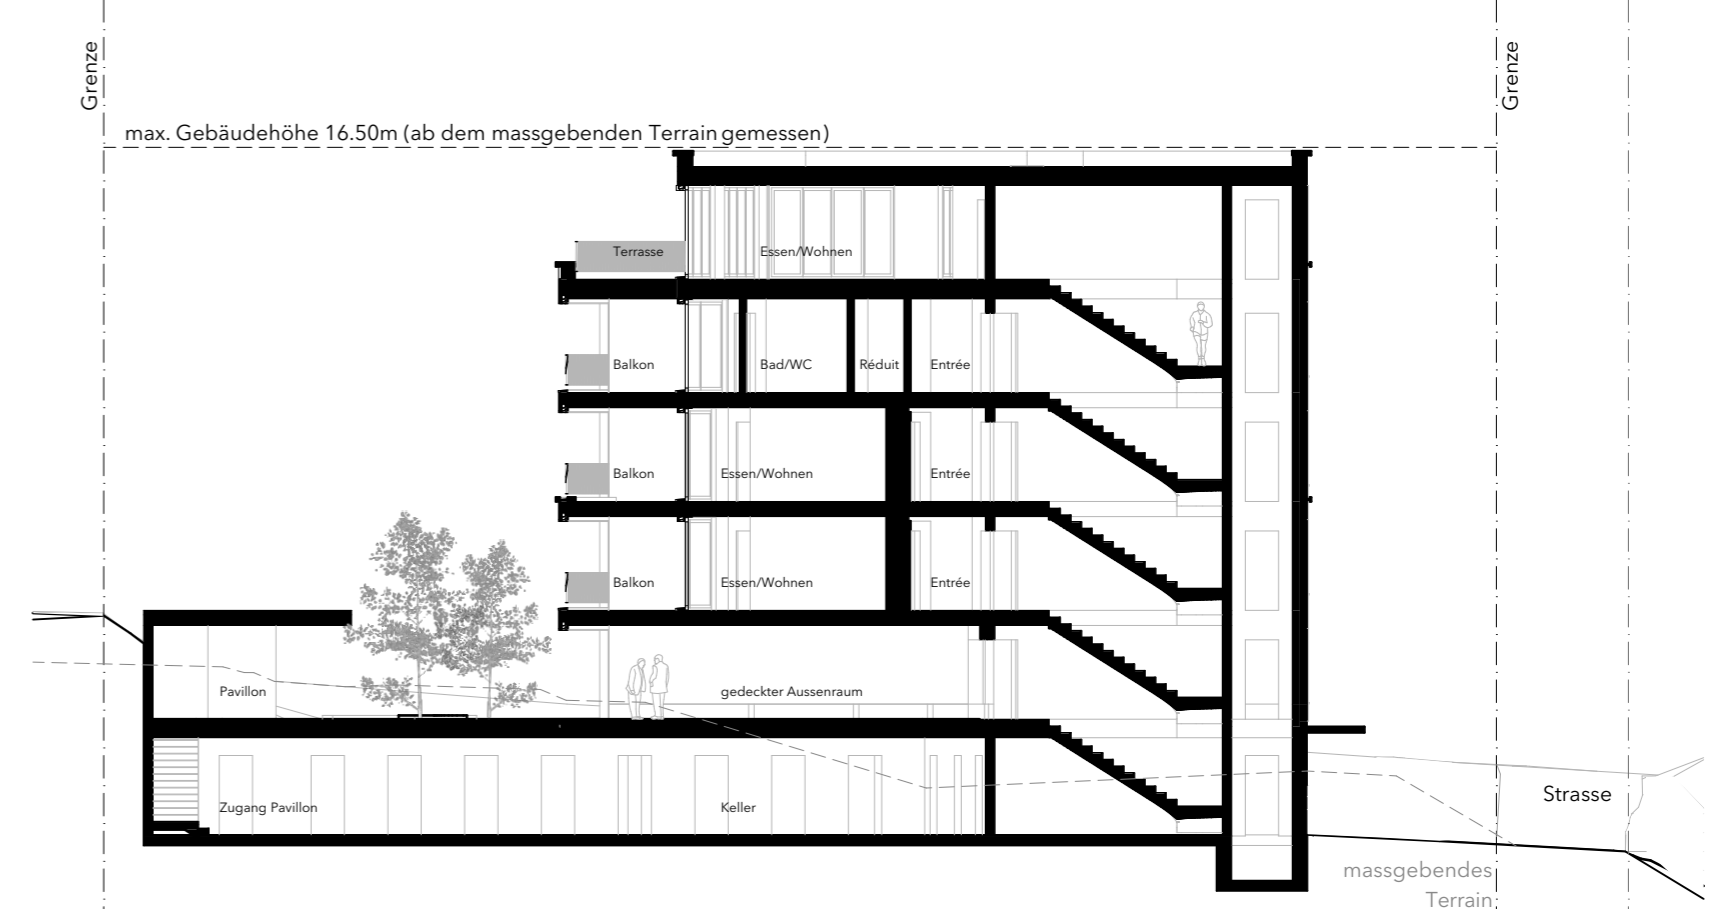 Grenze
Grenze
max. Gebäudehöhe 16.50m (ab dem massgebenden Terrain gemessen)
Terrasse
Essen/Wohnen
Balkon
Bad/WC
Réduit
Entrée
Balkon
Essen/Wohnen
Entrée
Balkon
Essen/Wohnen
Entrée
Pavillon
gedeckter Aussenraum
Zugang Pavillon
Keller
Strasse
massgebendes
Terrain